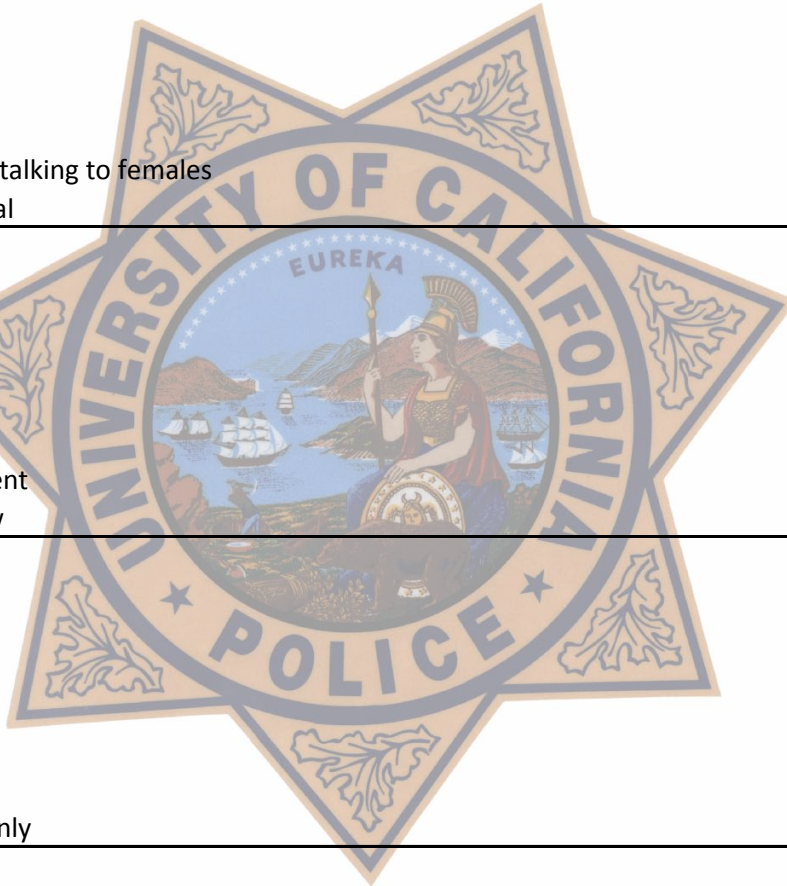 talking to females
al
UNIVERSITY OF CALIFORNIA
EUREKA
ent
y
POLICE
nly